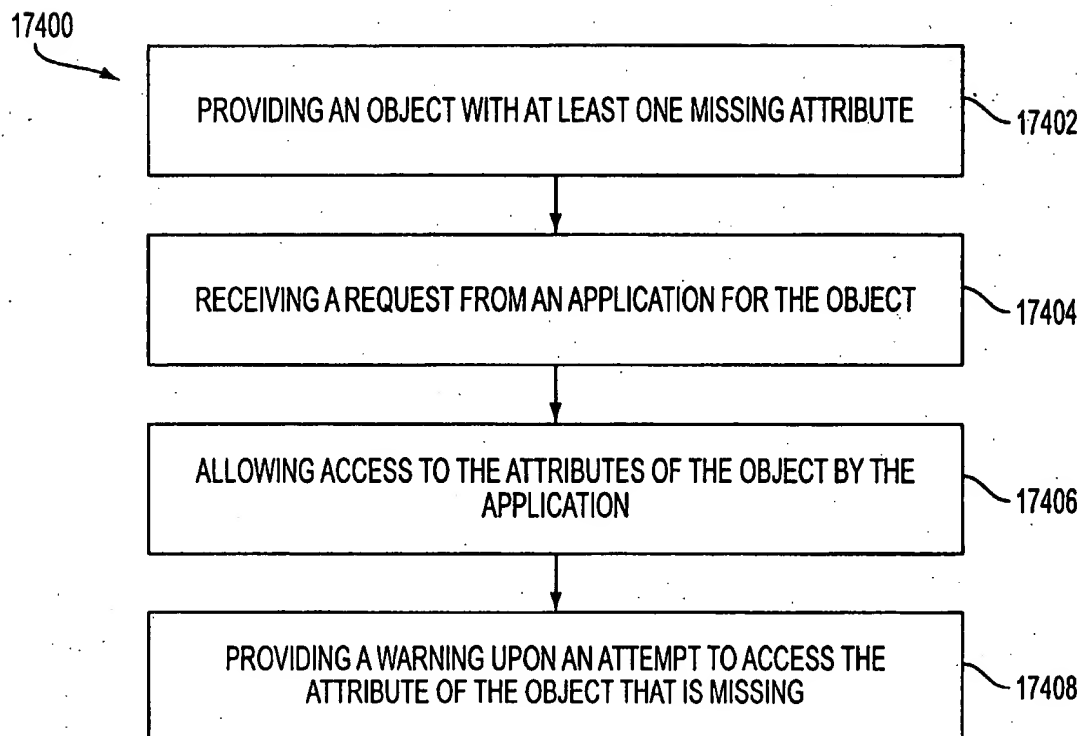 17400
PROVIDING AN OBJECT WITH AT LEAST ONE MISSING ATTRIBUTE
17402
RECEIVING A REQUEST FROM AN APPLICATION FOR THE OBJECT
17404
ALLOWING ACCESS TO THE ATTRIBUTES OF THE OBJECT BY THE
APPLICATION
17406
PROVIDING A WARNING UPON AN ATTEMPT TO ACCESS THE
ATTRIBUTE OF THE OBJECT THAT IS MISSING
17408